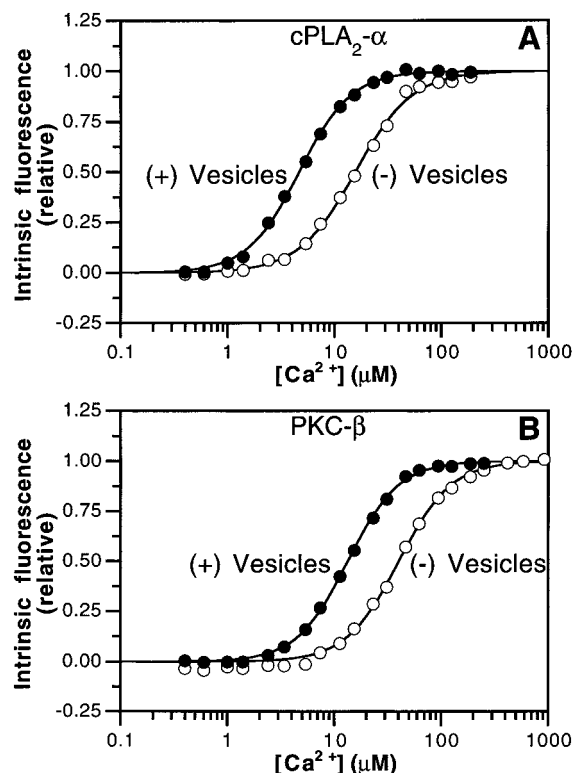 cPLA₂-α
A
1.25
1.00
0.75
0.50
0.25
0.00
-0.25
Intrinsic fluorescence
(relative)
(+) Vesicles
(-) Vesicles
0.1
1
10
100
1000
[Ca²⁺] (μM)
PKC-β
B
1.25
1.00
0.75
0.50
0.25
0.00
-0.25
Intrinsic fluorescence
(relative)
(+) Vesicles
(-) Vesicles
0.1
1
10
100
1000
[Ca²⁺] (μM)